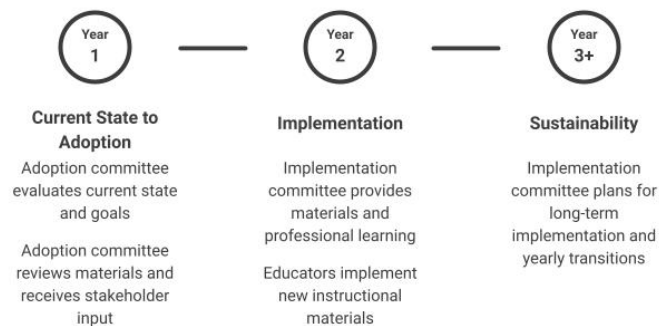 Year
1
Current State to
Adoption
Adoption committee
evaluates current state
and goals
Adoption committee
reviews materials and
receives stakeholder
input
Year
2
Implementation
Implementation
committee provides
materials and
professional learning
Educators implement
new instructional
materials
Year
3+
Sustainability
Implementation
committee plans for
long-term
implementation and
yearly transitions